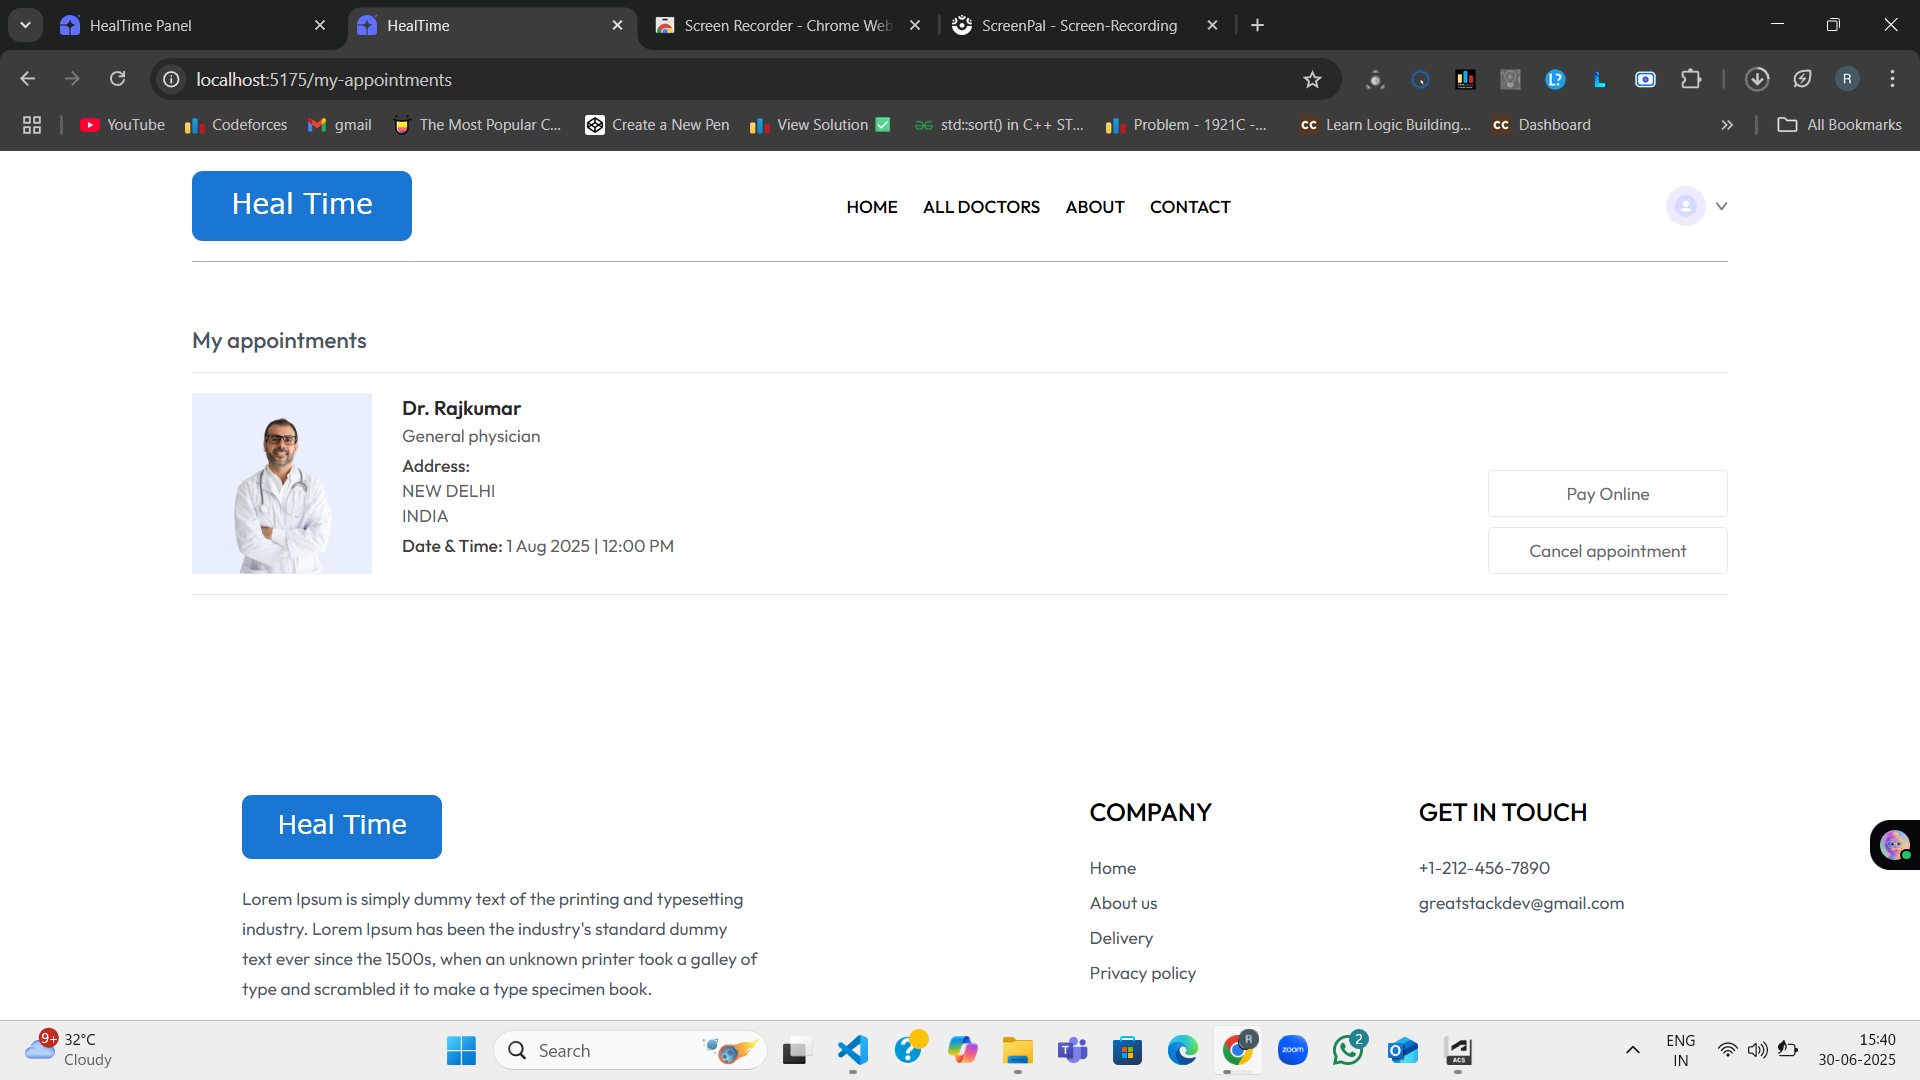 HealTime Panel
HealTime
Screen Recorder - Chrome Web
ScreenPal - Screen-Recording
localhost:5175/my-appointments
R
YouTube
Codeforces
gmail
The Most Popular C...
Create a New Pen
View Solution ✅
std::sort() in C++ ST...
Problem - 1921C -...
CC Learn Logic Building...
CC Dashboard
All Bookmarks
Heal Time
HOME
ALL DOCTORS
ABOUT
CONTACT
My appointments
Dr. Rajkumar
General physician
Address:
NEW DELHI
INDIA
Date & Time: 1 Aug 2025 | 12:00 PM
Pay Online
Cancel appointment
Heal Time
Lorem Ipsum is simply dummy text of the printing and typesetting
industry. Lorem Ipsum has been the industry's standard dummy
text ever since the 1500s, when an unknown printer took a galley of
type and scrambled it to make a type specimen book.
COMPANY
Home
About us
Delivery
Privacy policy
GET IN TOUCH
+1-212-456-7890
greatstackdev@gmail.com
9+
32°C
Cloudy
Search
R
zoom
2
ACS
ENG
IN
15:40
30-06-2025